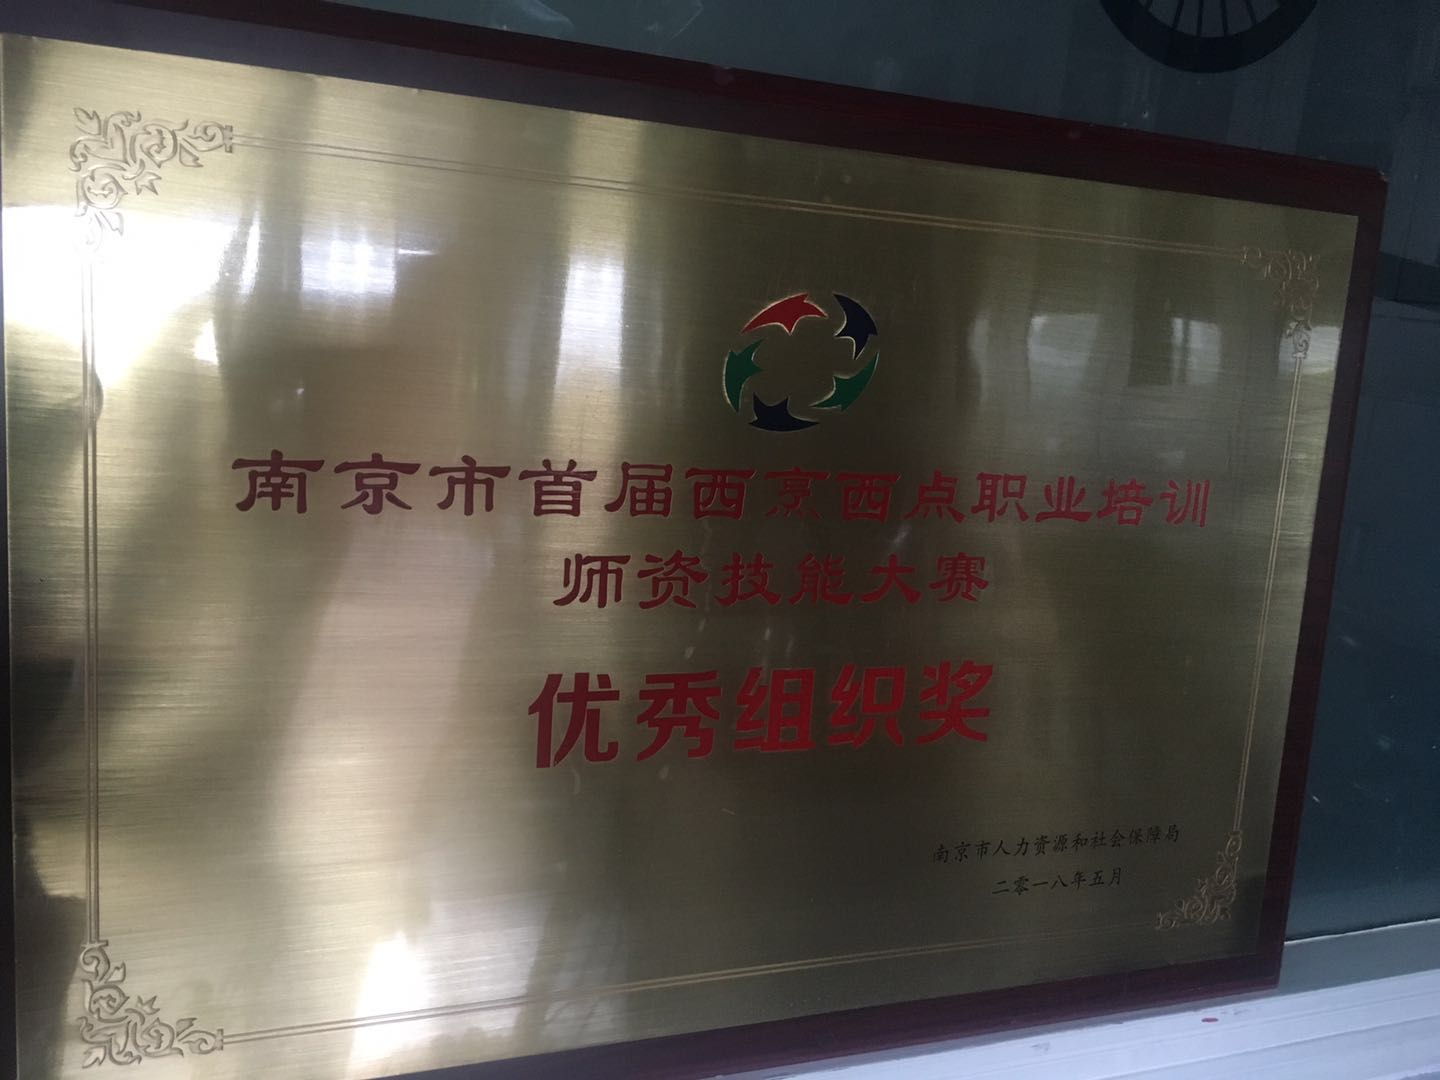 南京市首届西烹西点职业培训
师资技能大赛
优秀组织奖
南京市人力资源和社会保障局
二零一八年五月